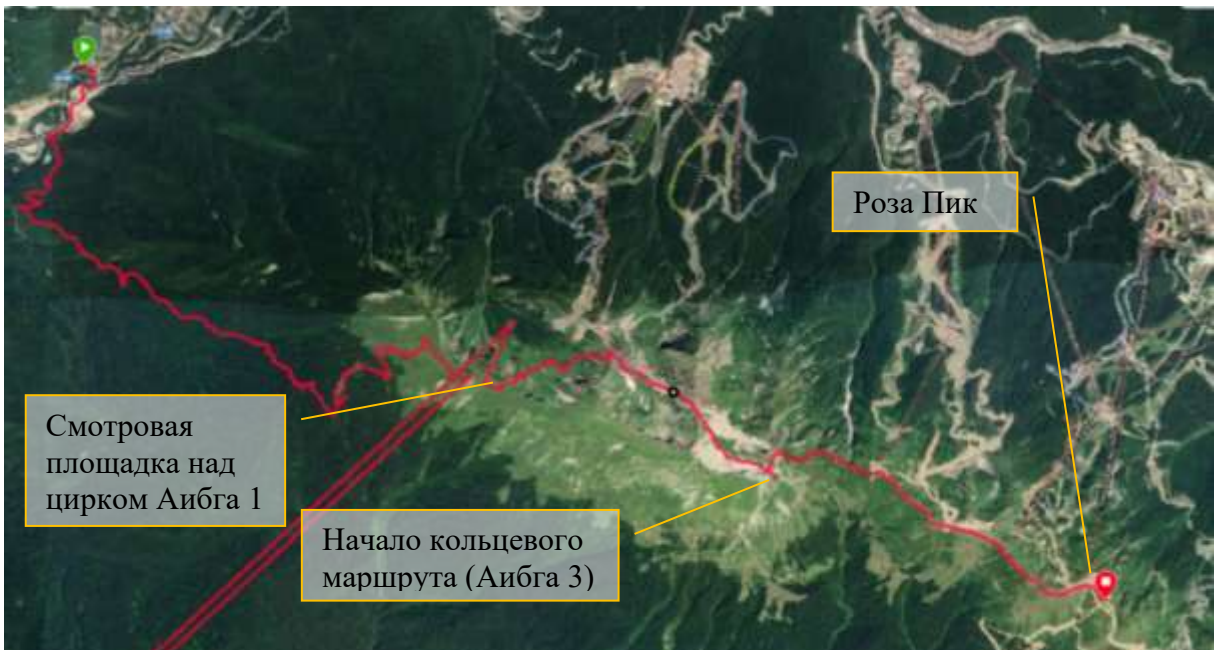 Роза Пик
Смотровая
площадка над
цирком Аибга 1
Начало кольцевого
маршрута (Аибга 3)